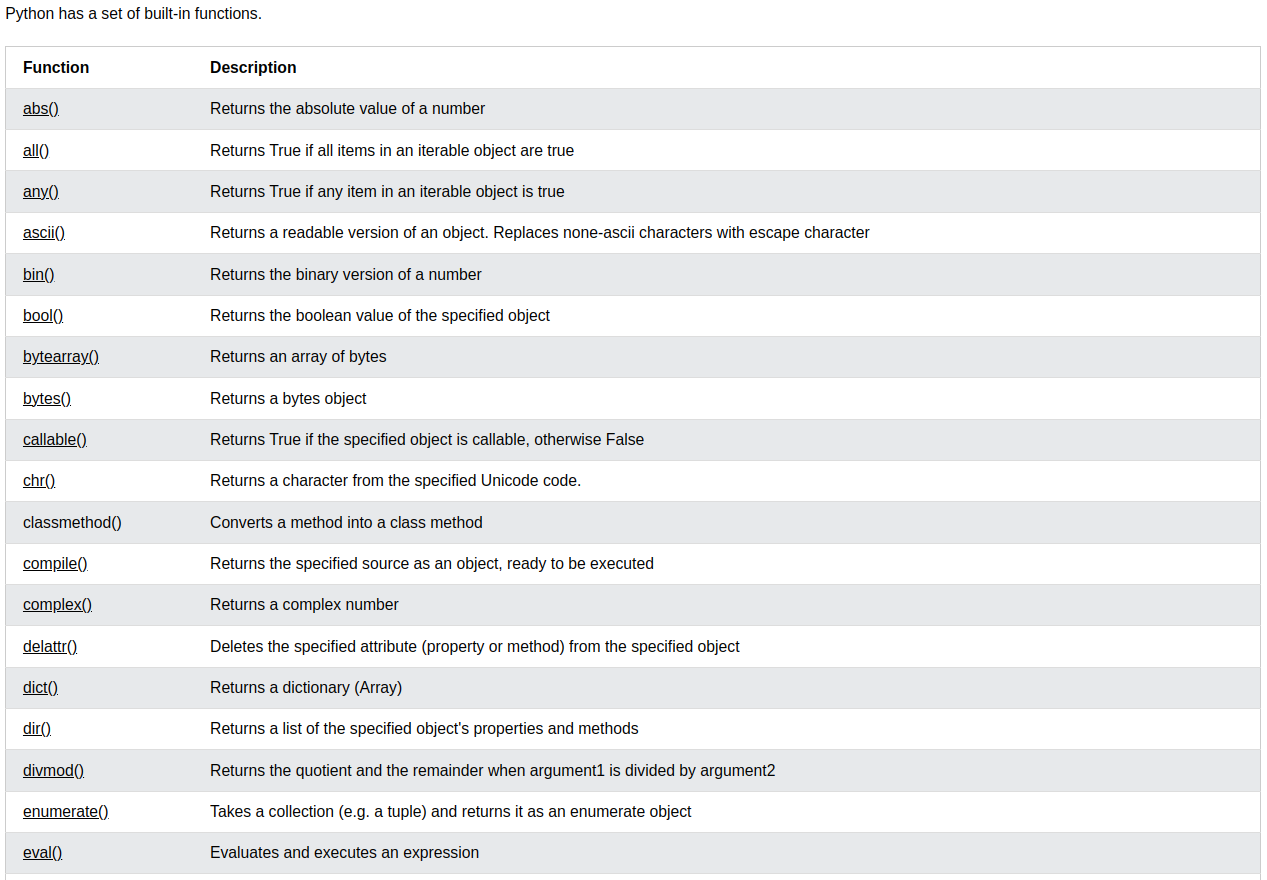 Python has a set of built-in functions.
Function Description
abs() Returns the absolute value of a number
all() Returns True if all items in an iterable object are true
any() Returns True if any item in an iterable object is true
ascii() Returns a readable version of an object. Replaces none-ascii characters with escape character
bin() Returns the binary version of a number
bool() Returns the boolean value of the specified object
bytearray() Returns an array of bytes
bytes() Returns a bytes object
callable() Returns True if the specified object is callable, otherwise False
chr() Returns a character from the specified Unicode code.
classmethod() Converts a method into a class method
compile() Returns the specified source as an object, ready to be executed
complex() Returns a complex number
delattr() Deletes the specified attribute (property or method) from the specified object
dict() Returns a dictionary (Array)
dir() Returns a list of the specified object's properties and methods
divmod() Returns the quotient and the remainder when argument1 is divided by argument2
enumerate() Takes a collection (e.g. a tuple) and returns it as an enumerate object
eval() Evaluates and executes an expression